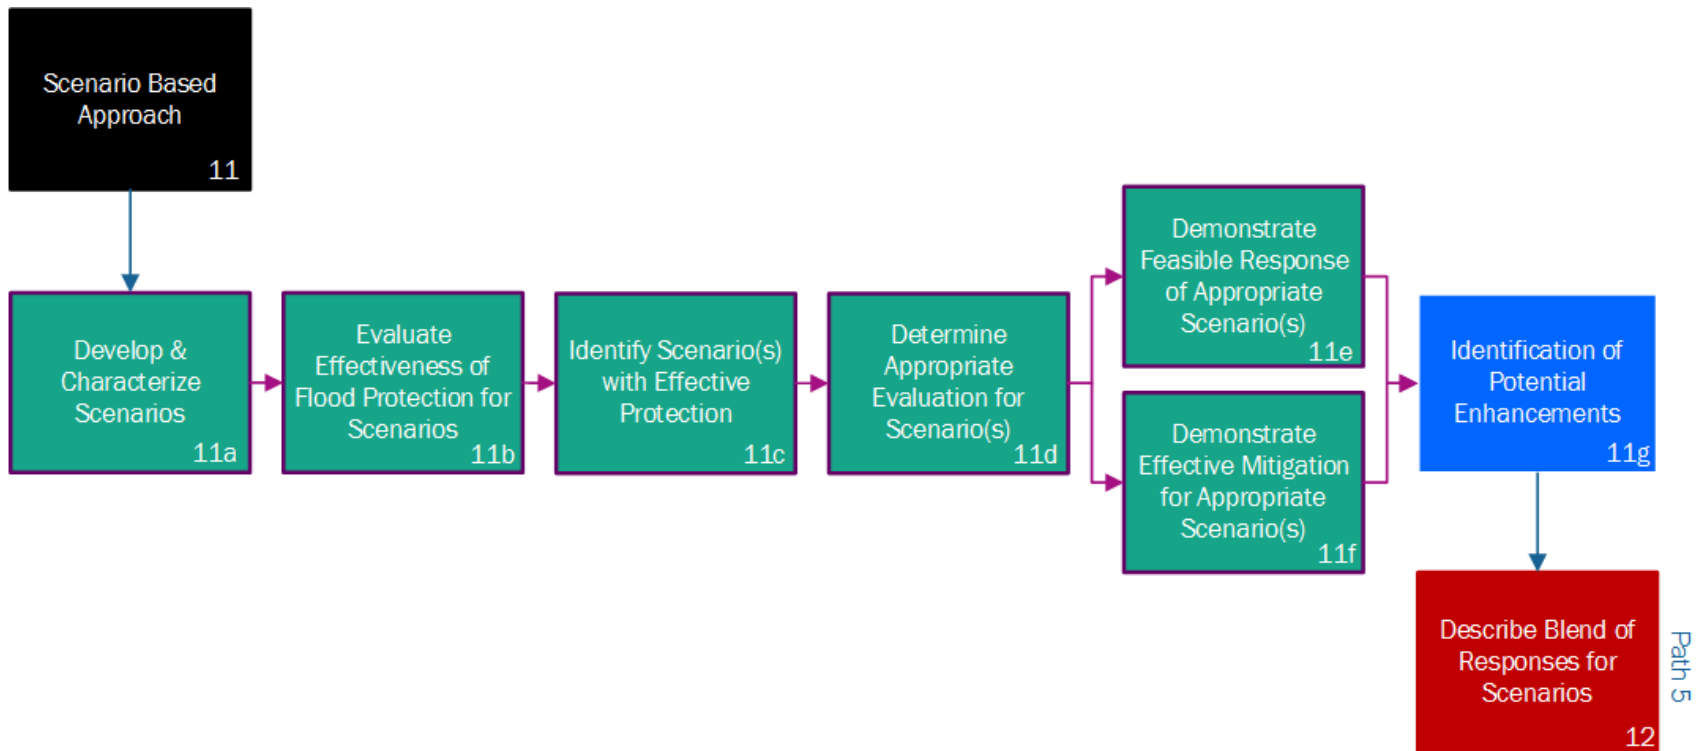 Scenario Based
Approach
11
Develop &
Characterize
Scenarios
11a
Evaluate
Effectiveness of
Flood Protection for
Scenarios
11b
Identify Scenario(s)
with Effective
Protection
11c
Determine
Appropriate
Evaluation for
Scenario(s)
11d
Demonstrate
Feasible Response
of Appropriate
Scenario(s)
11e
Demonstrate
Effective Mitigation
for Appropriate
Scenario(s)
11f
Identification of
Potential
Enhancements
11g
Describe Blend of
Responses for
Scenarios
12
Path 5